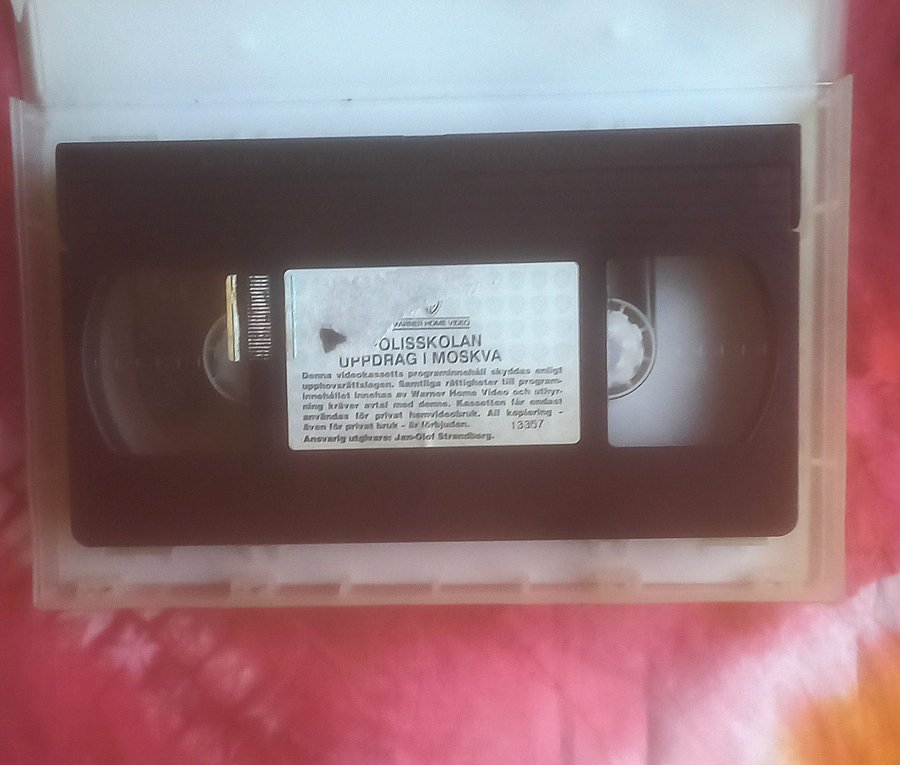 WARNER HOME VIDEO
OLISSKOLAN
UPPDRAG I MOSKVA
Denna videokassetts programinnehåll skyddas enligt
upphovsrättslagen. Samtliga rättigheter till program-
innehållet innehas av Warner Home Video och uthyr-
ning kräver avtal med denne. Kassetten får endast
användas för privat hemvideobruk. All kopiering -
även för privat bruk - är förbjuden.
13357
Ansvarig utgivare: Jan-Olof Strandberg.